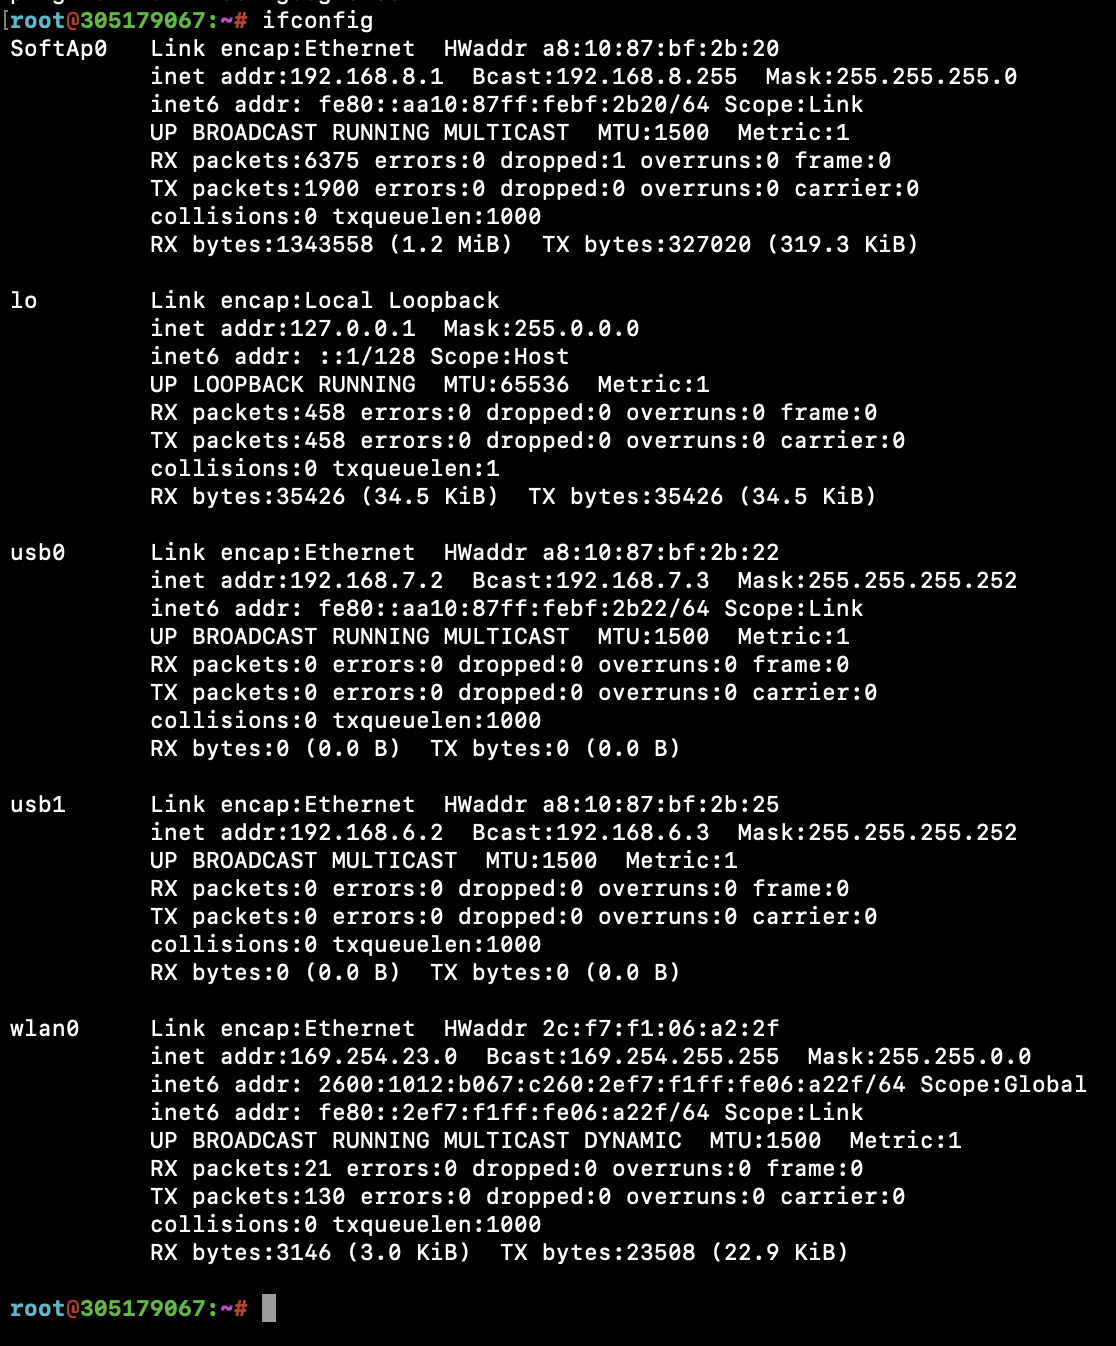 root@305179067:~# ifconfig
SoftAp0   Link encap:Ethernet  HWaddr a8:10:87:bf:2b:20
          inet addr:192.168.8.1  Bcast:192.168.8.255  Mask:255.255.255.0
          inet6 addr: fe80::aa10:87ff:febf:2b20/64 Scope:Link
          UP BROADCAST RUNNING MULTICAST  MTU:1500  Metric:1
          RX packets:6375 errors:0 dropped:1 overruns:0 frame:0
          TX packets:1900 errors:0 dropped:0 overruns:0 carrier:0
          collisions:0 txqueuelen:1000
          RX bytes:1343558 (1.2 MiB)  TX bytes:327020 (319.3 KiB)

lo        Link encap:Local Loopback
          inet addr:127.0.0.1  Mask:255.0.0.0
          inet6 addr: ::1/128 Scope:Host
          UP LOOPBACK RUNNING  MTU:65536  Metric:1
          RX packets:458 errors:0 dropped:0 overruns:0 frame:0
          TX packets:458 errors:0 dropped:0 overruns:0 carrier:0
          collisions:0 txqueuelen:1
          RX bytes:35426 (34.5 KiB)  TX bytes:35426 (34.5 KiB)

usb0      Link encap:Ethernet  HWaddr a8:10:87:bf:2b:22
          inet addr:192.168.7.2  Bcast:192.168.7.3  Mask:255.255.255.252
          inet6 addr: fe80::aa10:87ff:febf:2b22/64 Scope:Link
          UP BROADCAST RUNNING MULTICAST  MTU:1500  Metric:1
          RX packets:0 errors:0 dropped:0 overruns:0 frame:0
          TX packets:0 errors:0 dropped:0 overruns:0 carrier:0
          collisions:0 txqueuelen:1000
          RX bytes:0 (0.0 B)  TX bytes:0 (0.0 B)

usb1      Link encap:Ethernet  HWaddr a8:10:87:bf:2b:25
          inet addr:192.168.6.2  Bcast:192.168.6.3  Mask:255.255.255.252
          UP BROADCAST MULTICAST  MTU:1500  Metric:1
          RX packets:0 errors:0 dropped:0 overruns:0 frame:0
          TX packets:0 errors:0 dropped:0 overruns:0 carrier:0
          collisions:0 txqueuelen:1000
          RX bytes:0 (0.0 B)  TX bytes:0 (0.0 B)

wlan0     Link encap:Ethernet  HWaddr 2c:f7:f1:06:a2:2f
          inet addr:169.254.23.0  Bcast:169.254.255.255  Mask:255.255.0.0
          inet6 addr: 2600:1012:b067:c260:2ef7:f1ff:fe06:a22f/64 Scope:Global
          inet6 addr: fe80::2ef7:f1ff:fe06:a22f/64 Scope:Link
          UP BROADCAST RUNNING MULTICAST DYNAMIC  MTU:1500  Metric:1
          RX packets:21 errors:0 dropped:0 overruns:0 frame:0
          TX packets:130 errors:0 dropped:0 overruns:0 carrier:0
          collisions:0 txqueuelen:1000
          RX bytes:3146 (3.0 KiB)  TX bytes:23508 (22.9 KiB)

root@305179067:~#